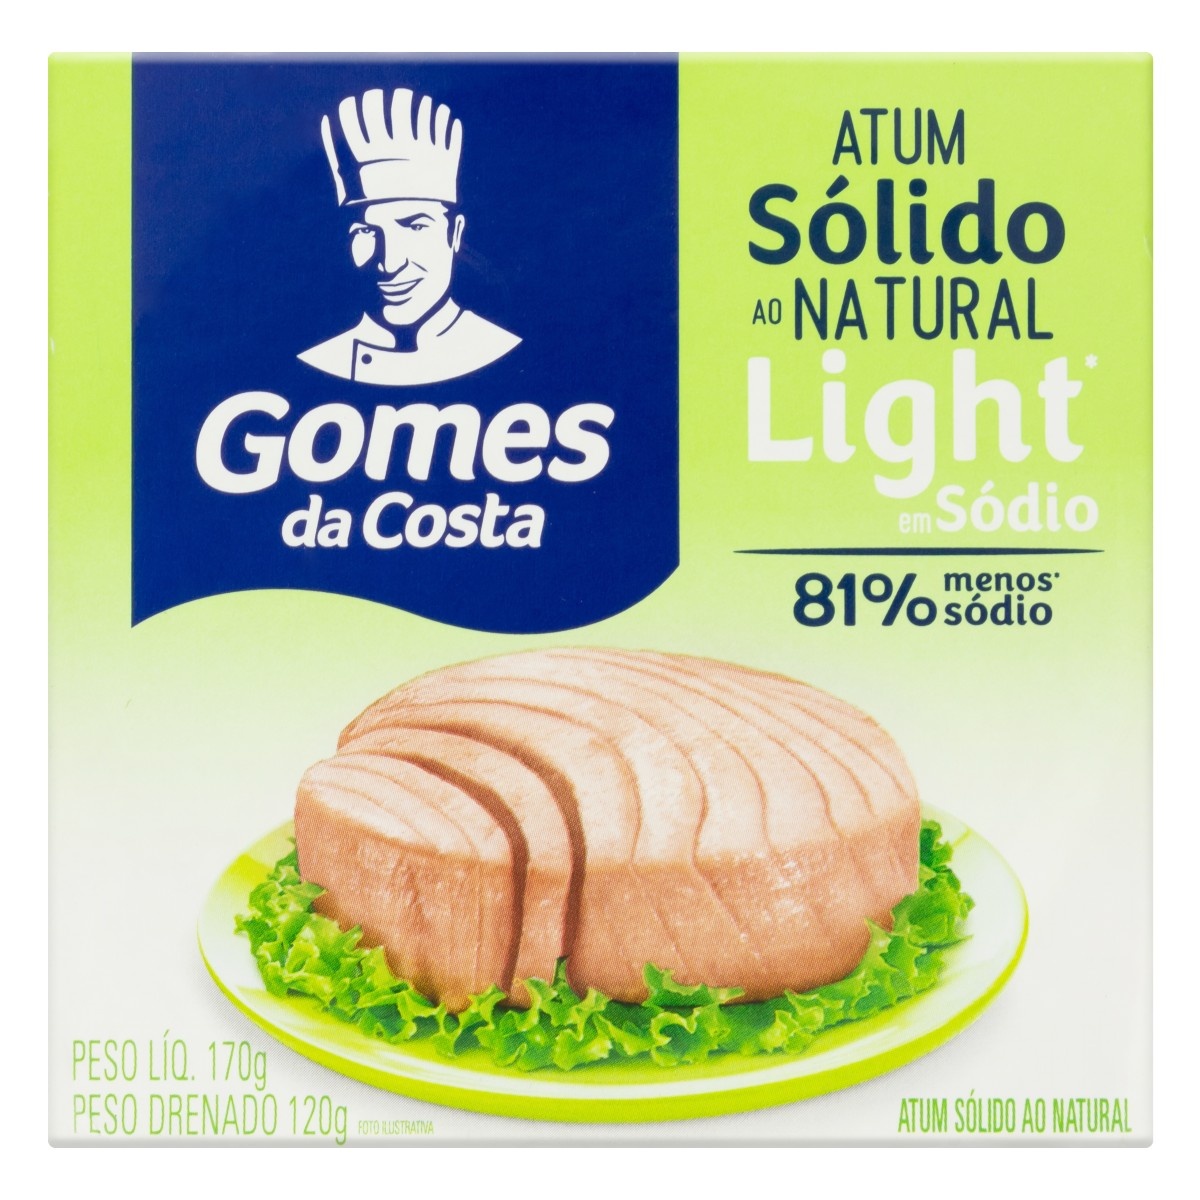 Gomes
da Costa
ATUM
Sólido
AO NATURAL
Light*
em Sódio
81% menos*
sódio
PESO LÍQ. 170g
PESO DRENADO 120g
FOTO ILUSTRATIVA
ATUM SÓLIDO AO NATURAL